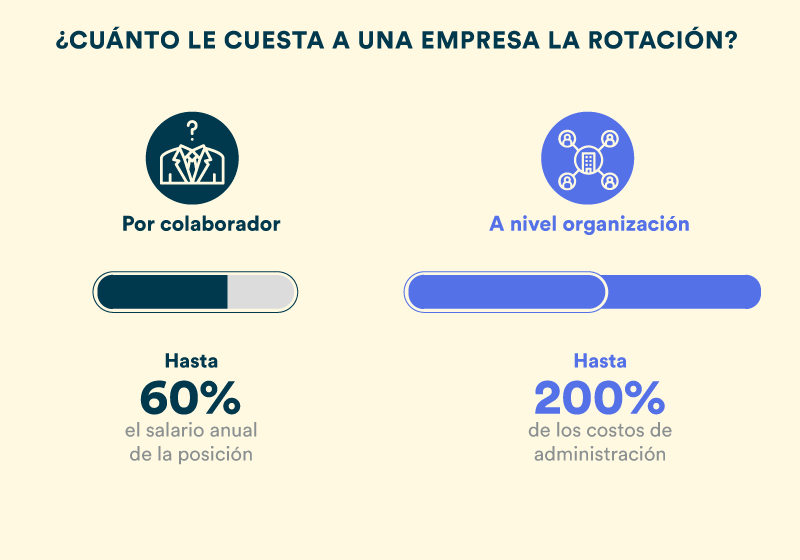 ¿CUÁNTO LE CUESTA A UNA EMPRESA LA ROTACIÓN?
?
Por colaborador
Hasta
60%
el salario anual
de la posición
A nivel organización
Hasta
200%
de los costos de
administración